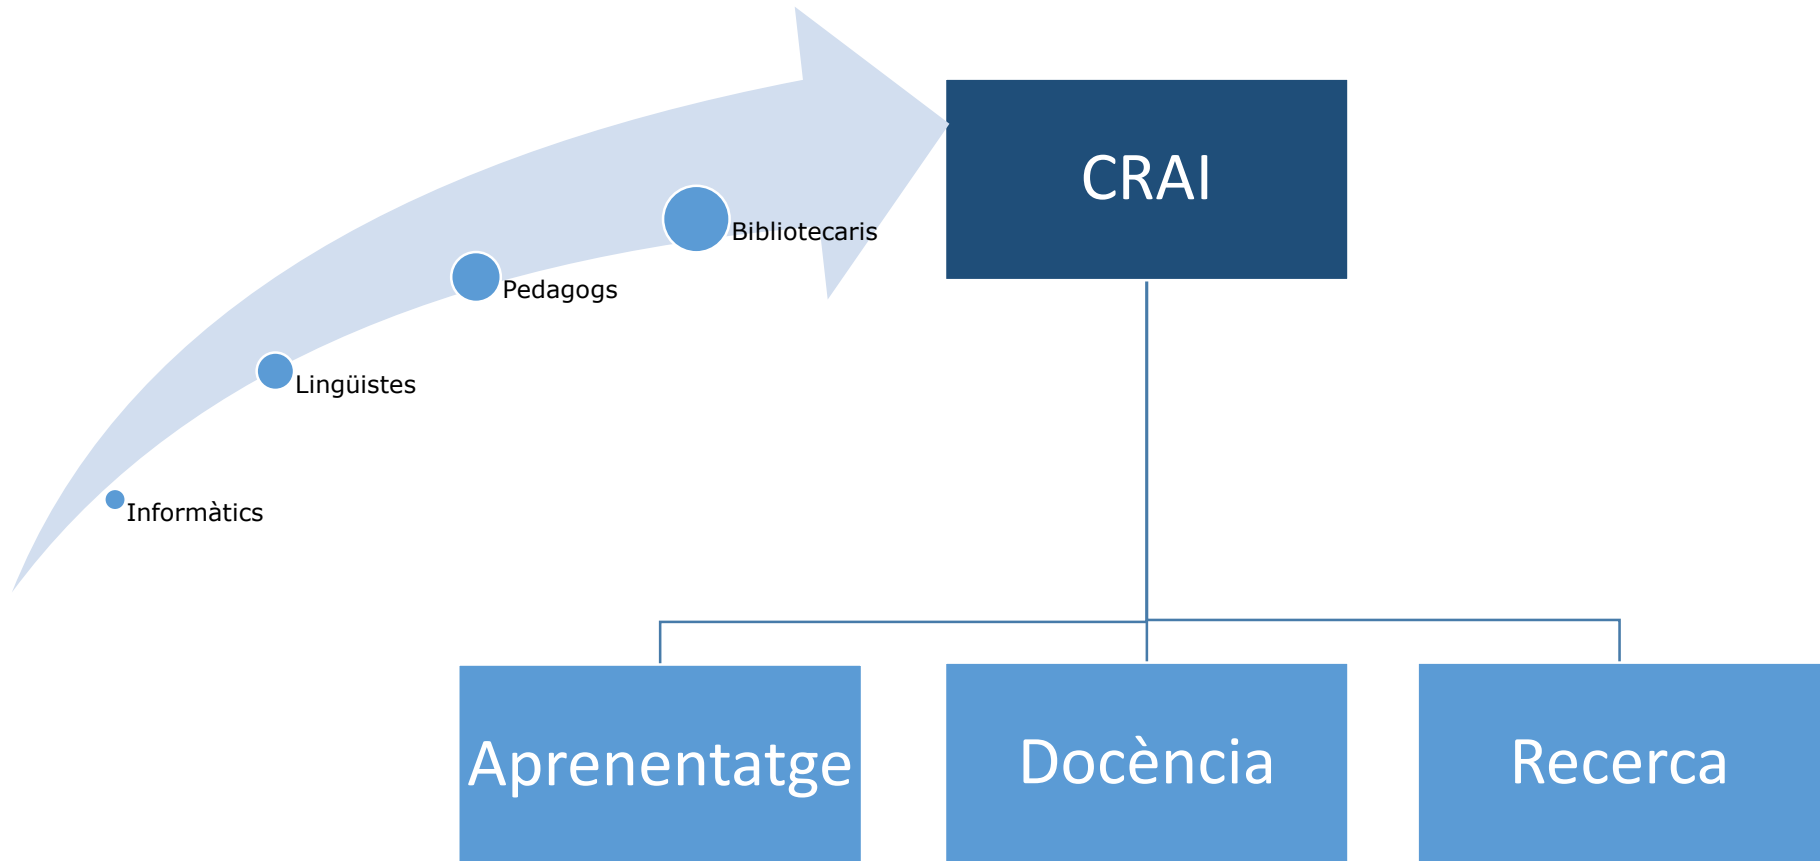 CRAI
Bibliotecaris
Pedagogs
Lingüistes
Informàtics
Aprenentatge
Docència
Recerca